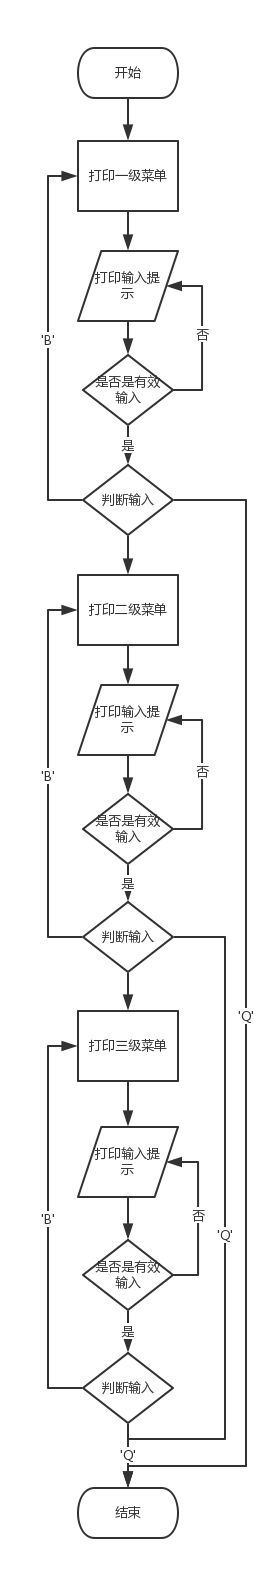 开始
打印一级菜单
打印输入提
示
否
'B'
是否是有效
输入
是
判断输入
打印二级菜单
打印输入提
示
否
'B'
是否是有效
输入
是
判断输入
'Q'
打印三级菜单
打印输入提
示
否
'B'
'Q'
是否是有效
输入
是
判断输入
'Q'
结束